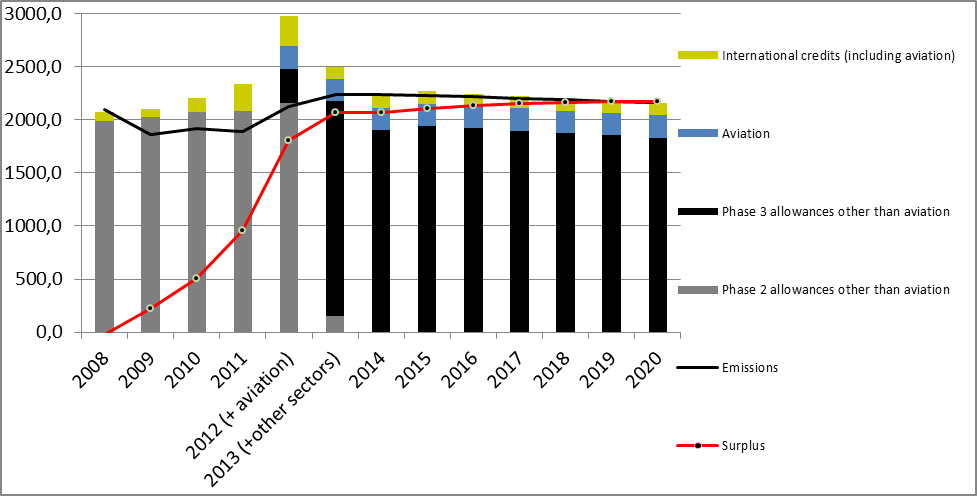 3000,0
2500,0
2000,0
1500,0
1000,0
500,0
0,0
2008
2009
2010
2011
2012 (+ aviation)
2013 (+other sectors)
2014
2015
2016
2017
2018
2019
2020
International credits (including aviation)
Aviation
Phase 3 allowances other than aviation
Phase 2 allowances other than aviation
Emissions
Surplus